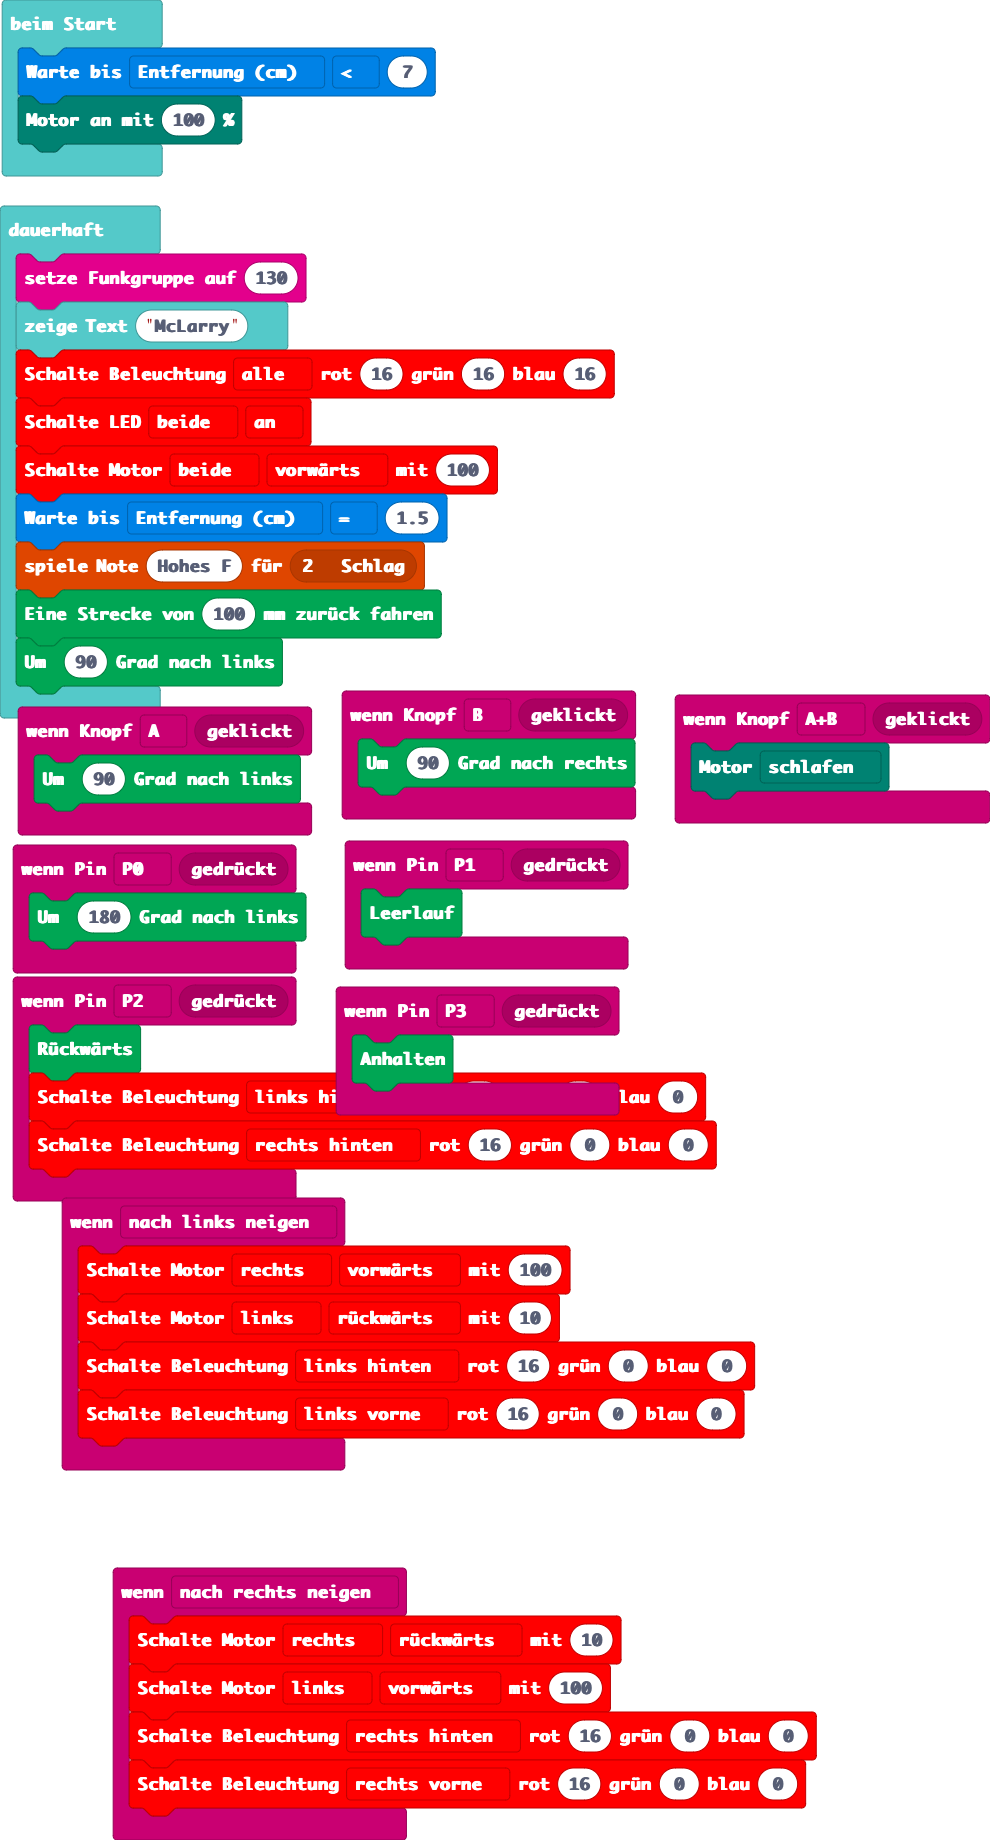 beim Start
Warte bis Entfernung (cm) < 7
Motor an mit 100 %
dauerhaft
setze Funkgruppe auf 130
zeige Text "McLarry"
Schalte Beleuchtung alle rot 16 grün 16 blau 16
Schalte LED beide an
Schalte Motor beide vorwärts mit 100
Warte bis Entfernung (cm) = 1.5
spiele Note Hohes F für 2 Schlag
Eine Strecke von 100 mm zurück fahren
Um 90 Grad nach links
wenn Knopf A geklickt
Um 90 Grad nach links
wenn Knopf B geklickt
Um 90 Grad nach rechts
wenn Knopf A+B geklickt
Motor schlafen
wenn Pin P0 gedrückt
Um 180 Grad nach links
wenn Pin P1 gedrückt
Leerlauf
wenn Pin P2 gedrückt
Rückwärts
Schalte Beleuchtung links hi lau 0
Schalte Beleuchtung rechts hinten rot 16 grün 0 blau 0
wenn Pin P3 gedrückt
Anhalten
wenn nach links neigen
Schalte Motor rechts vorwärts mit 100
Schalte Motor links rückwärts mit 10
Schalte Beleuchtung links hinten rot 16 grün 0 blau 0
Schalte Beleuchtung links vorne rot 16 grün 0 blau 0
wenn nach rechts neigen
Schalte Motor rechts rückwärts mit 10
Schalte Motor links vorwärts mit 100
Schalte Beleuchtung rechts hinten rot 16 grün 0 blau 0
Schalte Beleuchtung rechts vorne rot 16 grün 0 blau 0